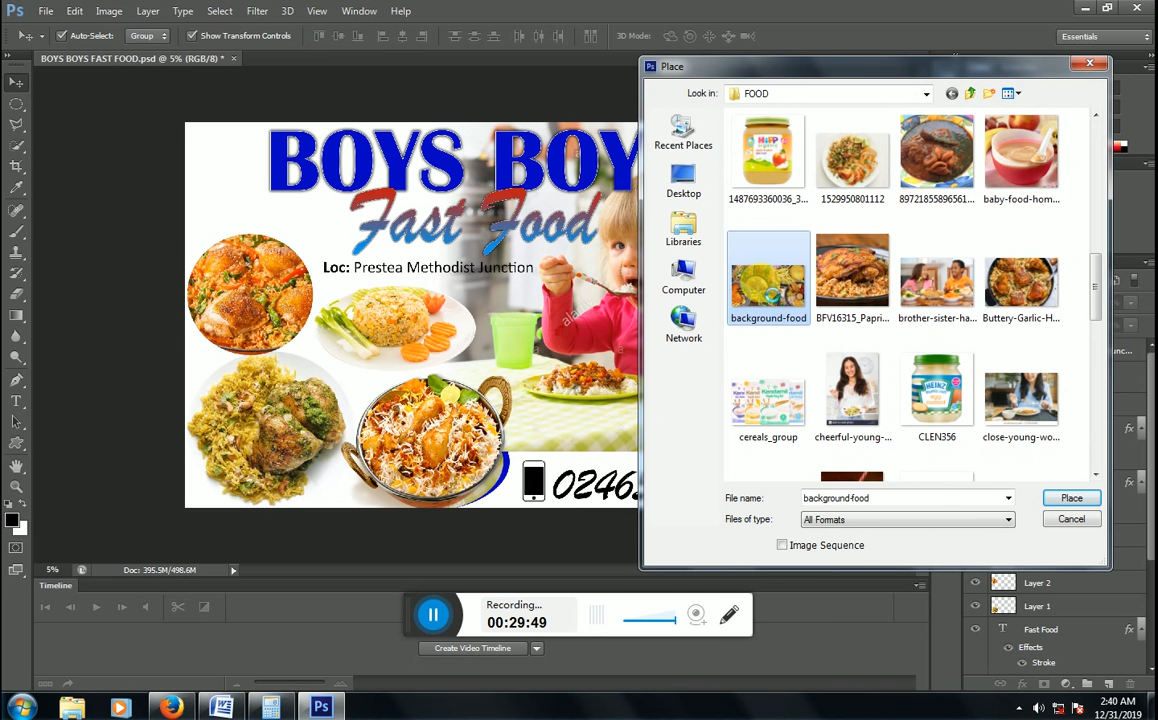 Ps File Edit Image Layer Type Select Filter 3D View Window Help
Auto-Select: Group Show Transform Controls 3D Mode: Essentials
BOYS BOYS FAST FOOD.psd @ 5% (RGB/8) *
BOYS BOY
Fast Food
Loc: Prestea Methodist Junction
0246
Place
Look in: FOOD
Recent Places
Desktop
Libraries
Computer
Network
1487693360036_3... 1529950801112 89721855896561... baby-food-hom...
background-food BFV16315_Papri... brother-sister-ha... Buttery-Garlic-H...
cereals_group cheerful-young-... CLEN356 close-young-wo...
File name: background-food Place
Files of type: All Formats Cancel
Image Sequence
5% Doc: 395.5M/498.6M
Timeline
Recording...
00:29:49
Create Video Timeline
Layer 2
Layer 1
T Fast Food fx
Effects
Stroke
2:40 AM
12/31/2019